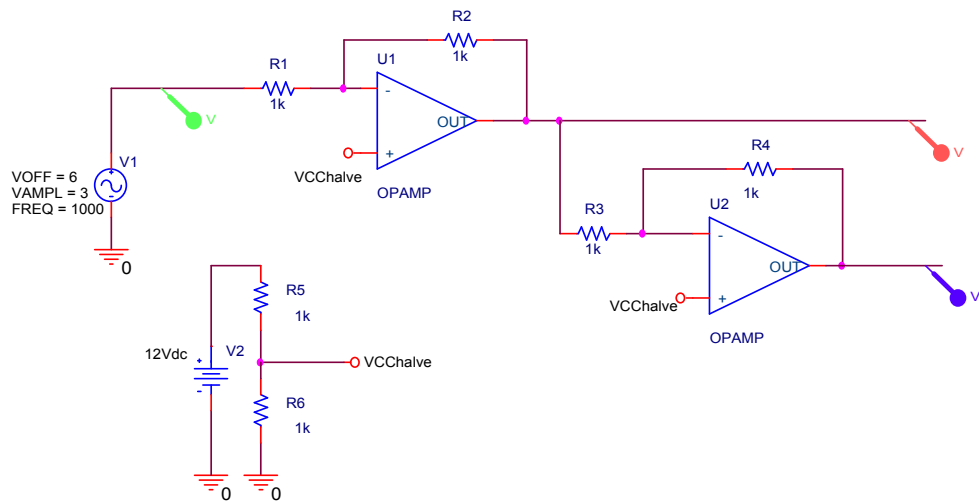 R2
1k
U1
R1
1k
-
OUT
+
VCChalve
OPAMP
V
V
V1
VOFF = 6
VAMPL = 3
FREQ = 1000
0
R4
1k
U2
R3
1k
-
OUT
+
VCChalve
OPAMP
V
R5
1k
12Vdc
V2
VCChalve
R6
1k
0
0